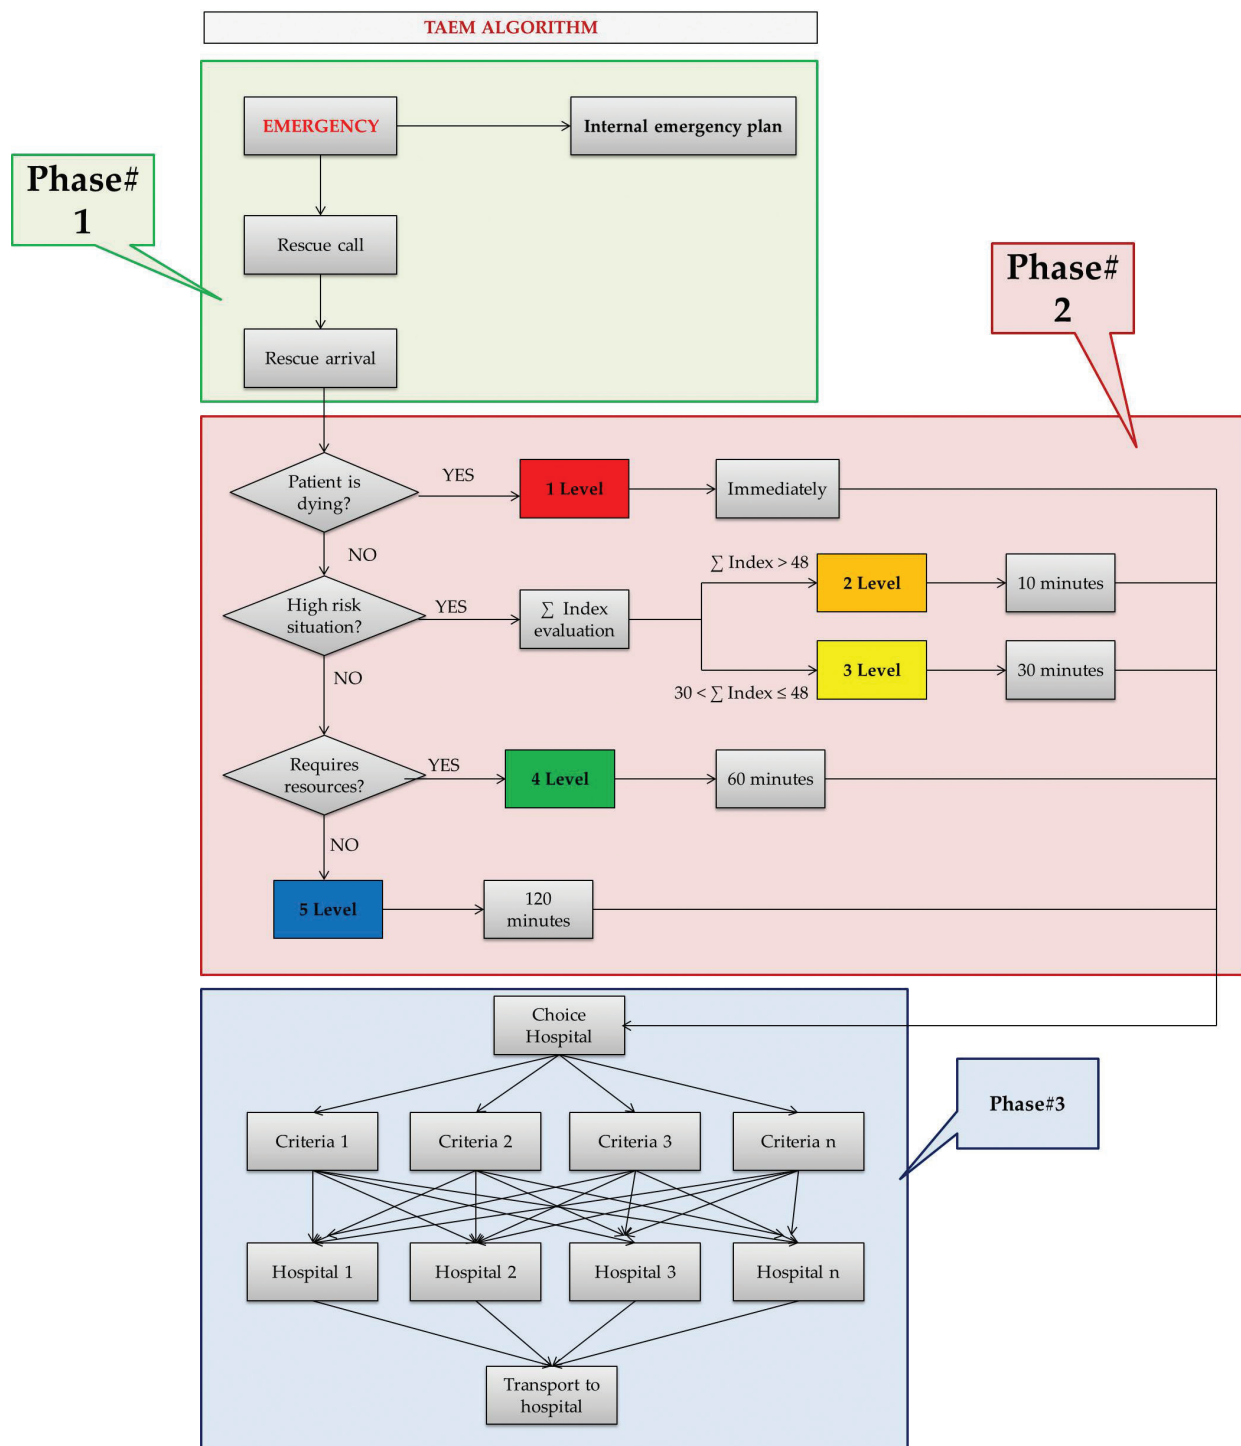 TAEM ALGORITHM
EMERGENCY
Internal emergency plan
Phase#
1
Rescue call
Rescue arrival
Phase#
2
Patient is
dying?
YES
1 Level
Immediately
NO
High risk
situation?
YES
∑ Index
evaluation
∑ Index > 48
2 Level
10 minutes
3 Level
30 minutes
30 < ∑ Index ≤ 48
NO
Requires
resources?
YES
4 Level
60 minutes
NO
5 Level
120
minutes
Choice
Hospital
Phase#3
Criteria 1
Criteria 2
Criteria 3
Criteria n
Hospital 1
Hospital 2
Hospital 3
Hospital n
Transport to
hospital